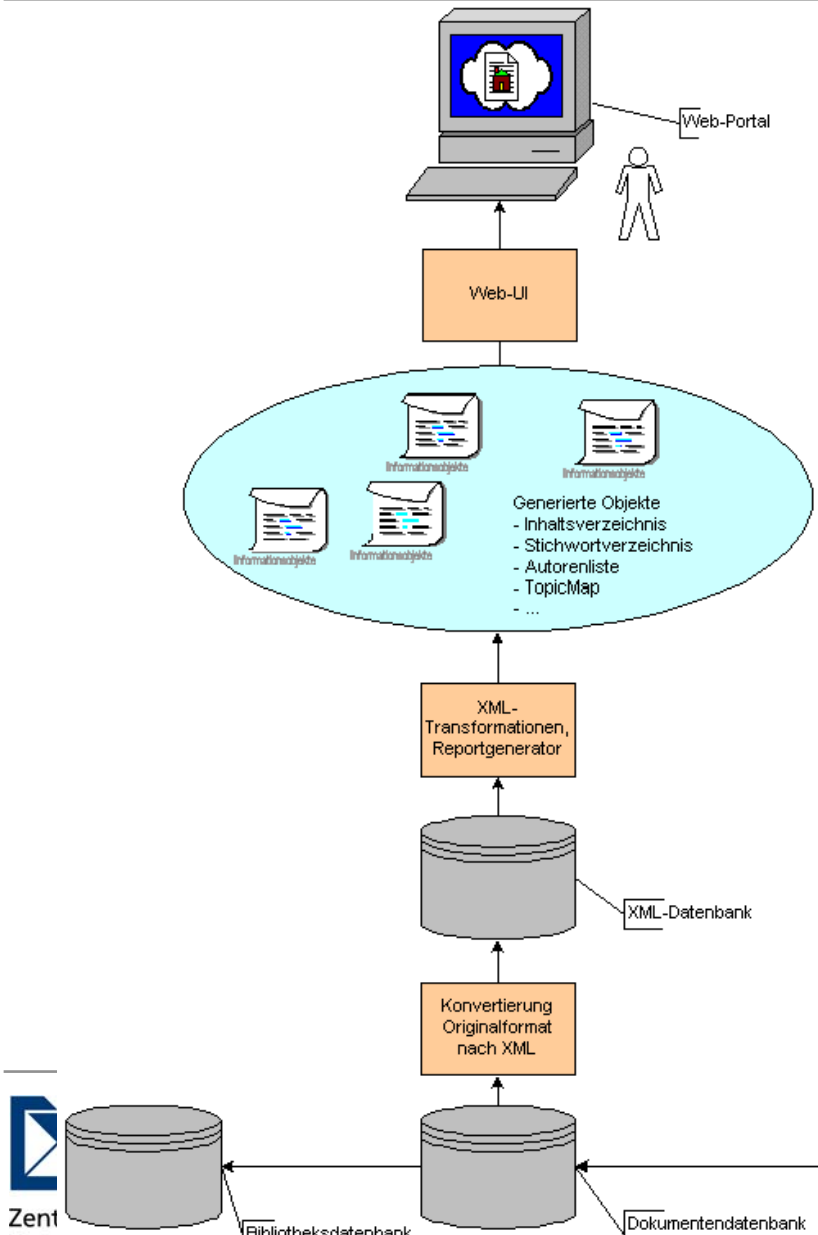 Web-Portal
Web-UI
Informationsobjekte
Informationsobjekte
Informationsobjekte
Informationsobjekte
Generierte Objekte
- Inhaltsverzeichnis
- Stichwortverzeichnis
- Autorenliste
- TopicMap
- ...
XML-
Transformationen,
Reportgenerator
XML-Datenbank
Konvertierung
Originalformat
nach XML
Zent
Bibliotheksdatenbank
Dokumentendatenbank